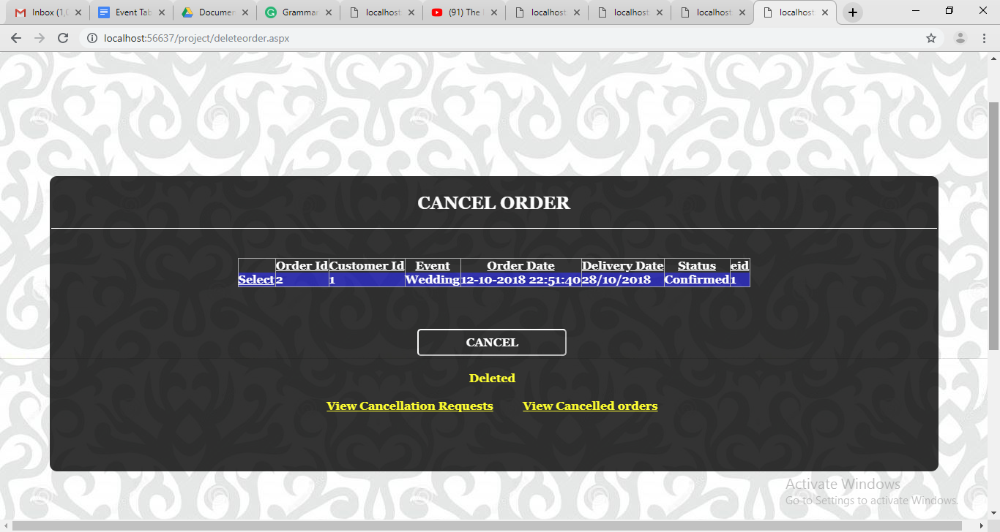 Inbox (1, Event Tab Documen Grammar localhost (91) The localhost localhost localhost localhost
localhost:56637/project/deleteorder.aspx
CANCEL ORDER
Order Id Customer Id Event Order Date Delivery Date Status eid
Select 2 1 Wedding 12-10-2018 22:51:40 28/10/2018 Confirmed 1
CANCEL
Deleted
View Cancellation Requests View Cancelled orders
Activate Windows
Go to Settings to activate Windows.